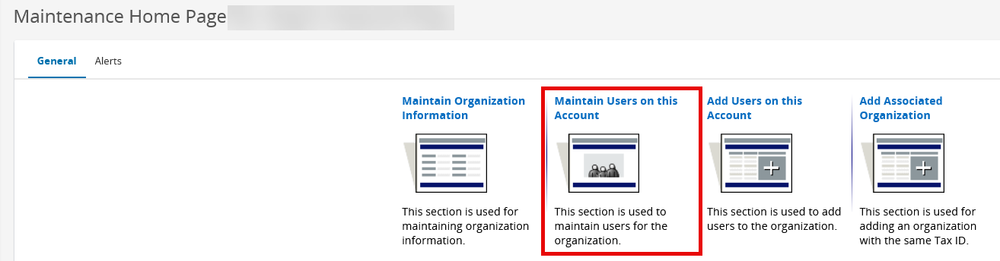 Maintenance Home Page
General
Alerts
Maintain Organization
Information
This section is used for
maintaining organization
information.
Maintain Users on this
Account
This section is used to
maintain users for the
organization.
Add Users on this
Account
This section is used to add
users to the organization.
Add Associated
Organization
This section is used for
adding an organization
with the same Tax ID.